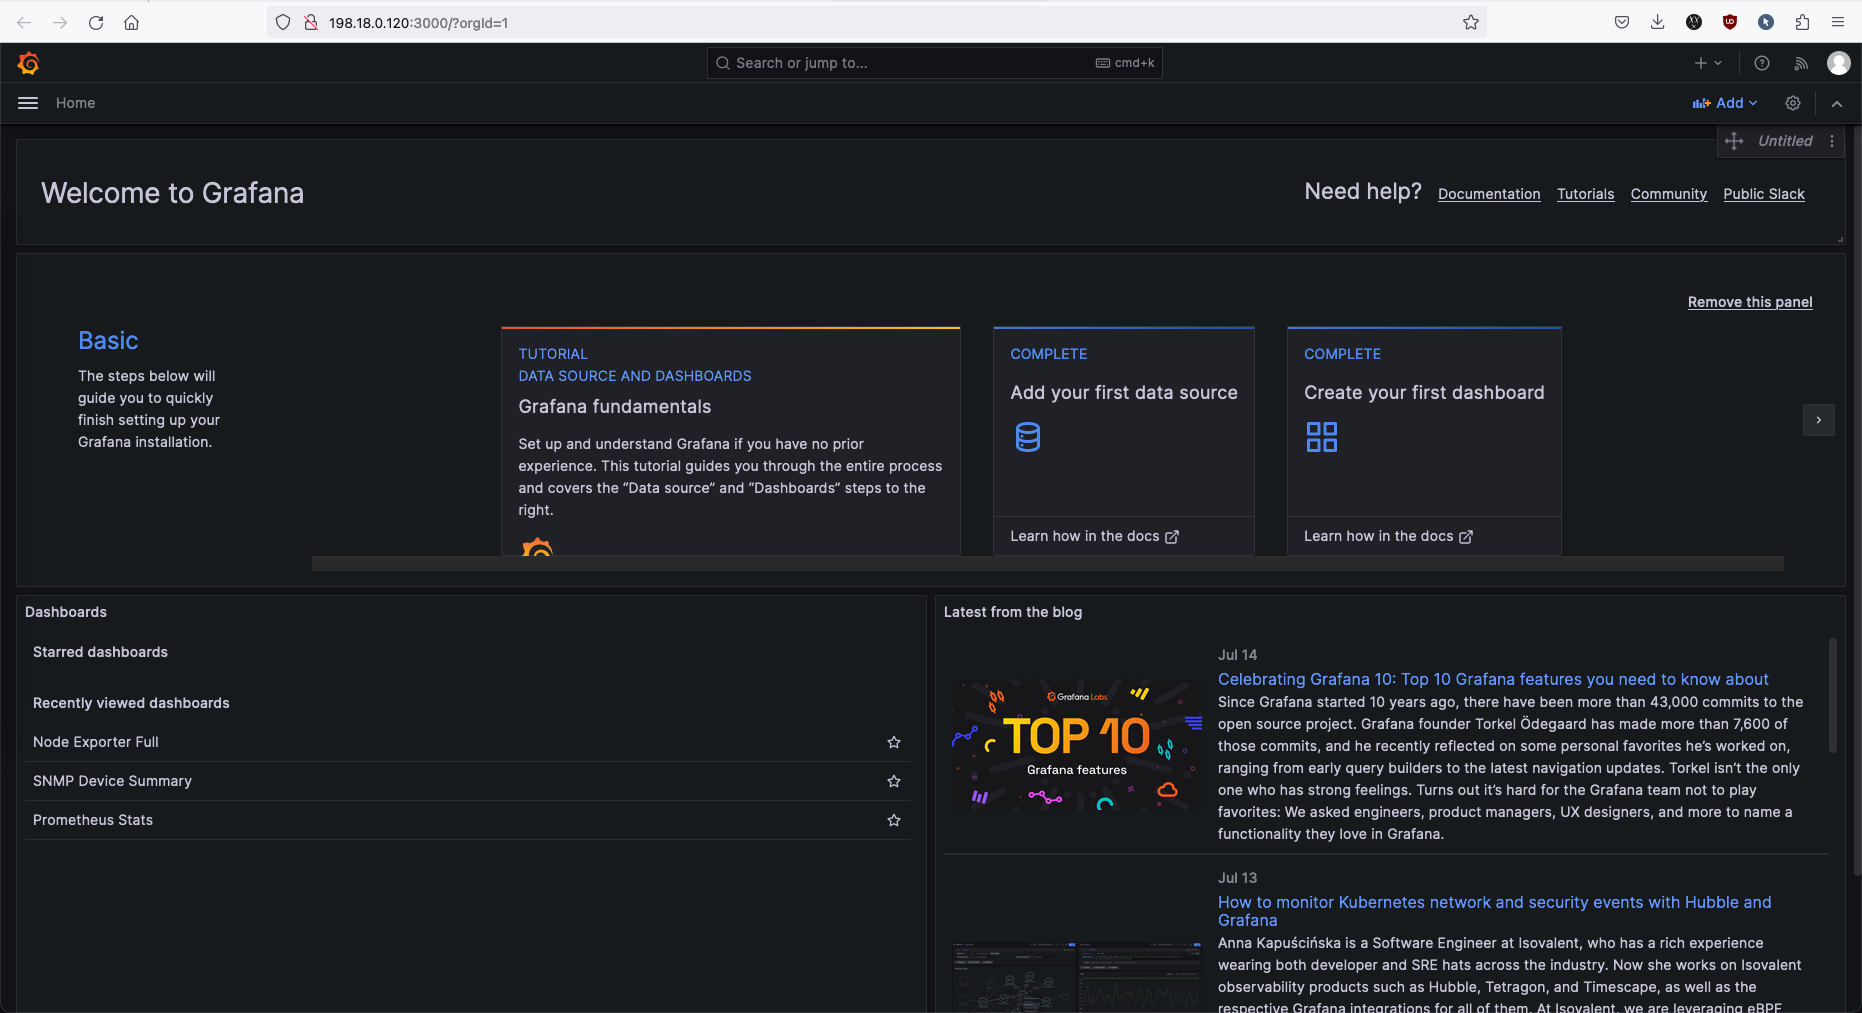 198.18.0.120:3000/?orgId=1
Search or jump to...
cmd+k
Home
Add
Untitled
Welcome to Grafana
Need help?
Documentation
Tutorials
Community
Public Slack
Remove this panel
Basic
The steps below will
guide you to quickly
finish setting up your
Grafana installation.
TUTORIAL
DATA SOURCE AND DASHBOARDS
Grafana fundamentals
Set up and understand Grafana if you have no prior
experience. This tutorial guides you through the entire process
and covers the “Data source” and “Dashboards” steps to the
right.
COMPLETE
Add your first data source
Learn how in the docs
COMPLETE
Create your first dashboard
Learn how in the docs
Dashboards
Starred dashboards
Recently viewed dashboards
Node Exporter Full
SNMP Device Summary
Prometheus Stats
Latest from the blog
Grafana Labs
TOP 10
Grafana features
Jul 14
Celebrating Grafana 10: Top 10 Grafana features you need to know about
Since Grafana started 10 years ago, there have been more than 43,000 commits to the
open source project. Grafana founder Torkel Ödegaard has made more than 7,600 of
those commits, and he recently reflected on some personal favorites he’s worked on,
ranging from early query builders to the latest navigation updates. Torkel isn’t the only
one who has strong feelings. Turns out it’s hard for the Grafana team not to play
favorites: We asked engineers, product managers, UX designers, and more to name a
functionality they love in Grafana.
Jul 13
How to monitor Kubernetes network and security events with Hubble and
Grafana
Anna Kapuścińska is a Software Engineer at Isovalent, who has a rich experience
wearing both developer and SRE hats across the industry. Now she works on Isovalent
observability products such as Hubble, Tetragon, and Timescape, as well as the
respective Grafana integrations for all of them. At Isovalent, we are leveraging eBPF